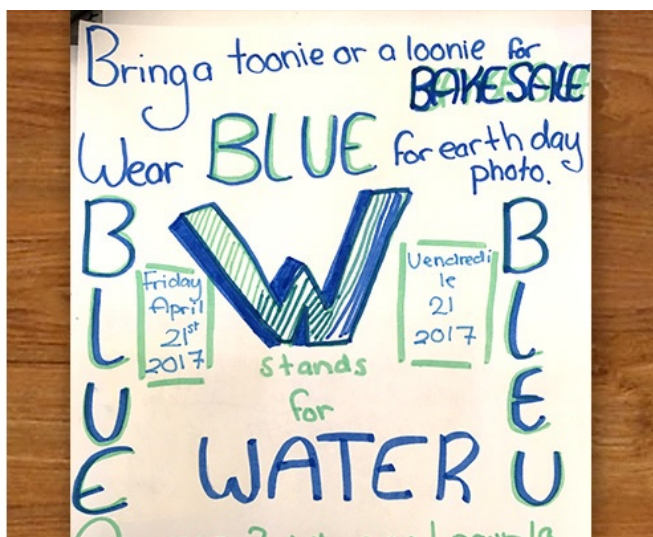 Bring a toonie or a loonie for
BAKESALE
Wear BLUE for earth day
photo.
B
L
U
E
Friday
April
21st
2017
W
stands
for
WATER
Vendredi
le
21
2017
B
L
E
U